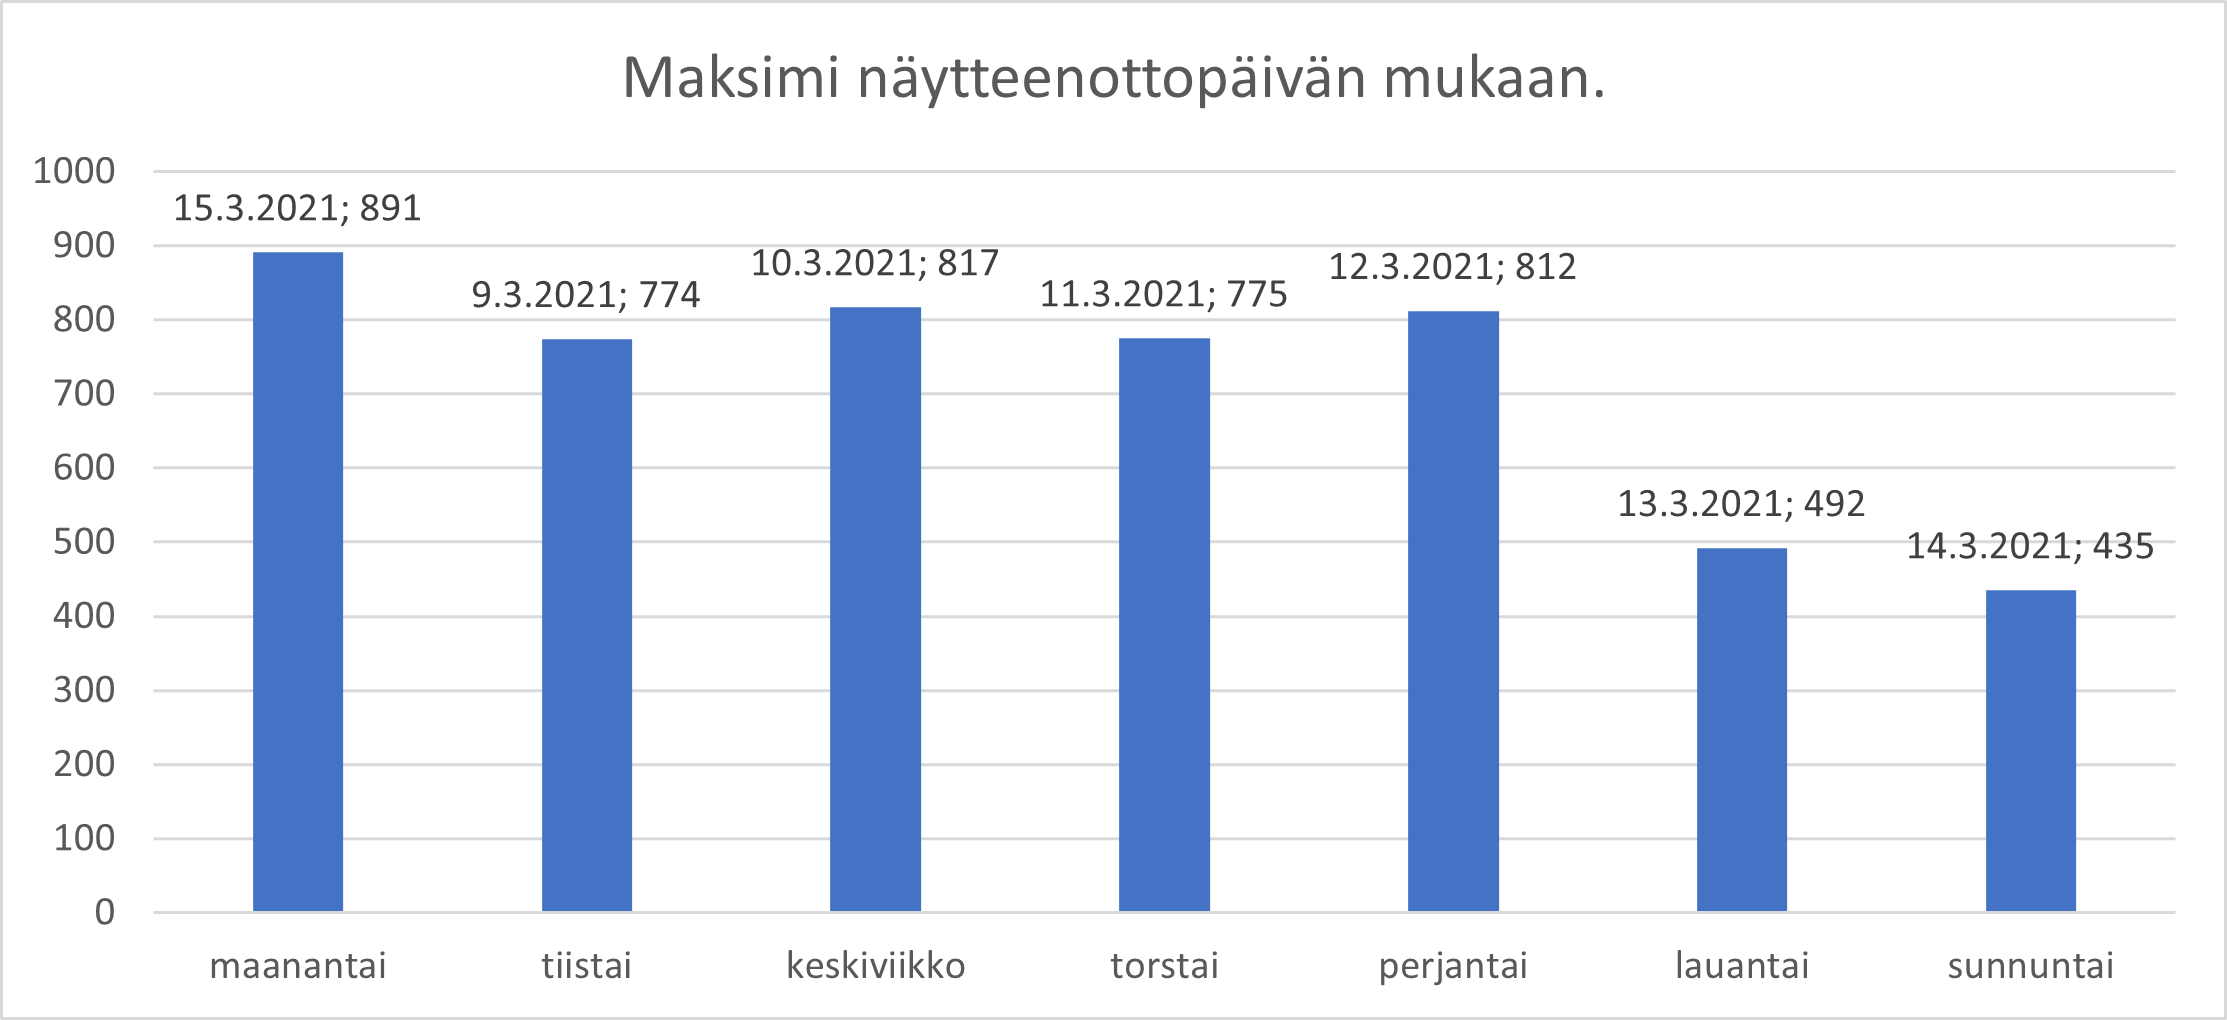 Maksimi näytteenottopäivän mukaan.
1000
900
800
700
600
500
400
300
200
100
0
15.3.2021; 891
9.3.2021; 774
10.3.2021; 817
11.3.2021; 775
12.3.2021; 812
13.3.2021; 492
14.3.2021; 435
maanantai
tiistai
keskiviikko
torstai
perjantai
lauantai
sunnuntai